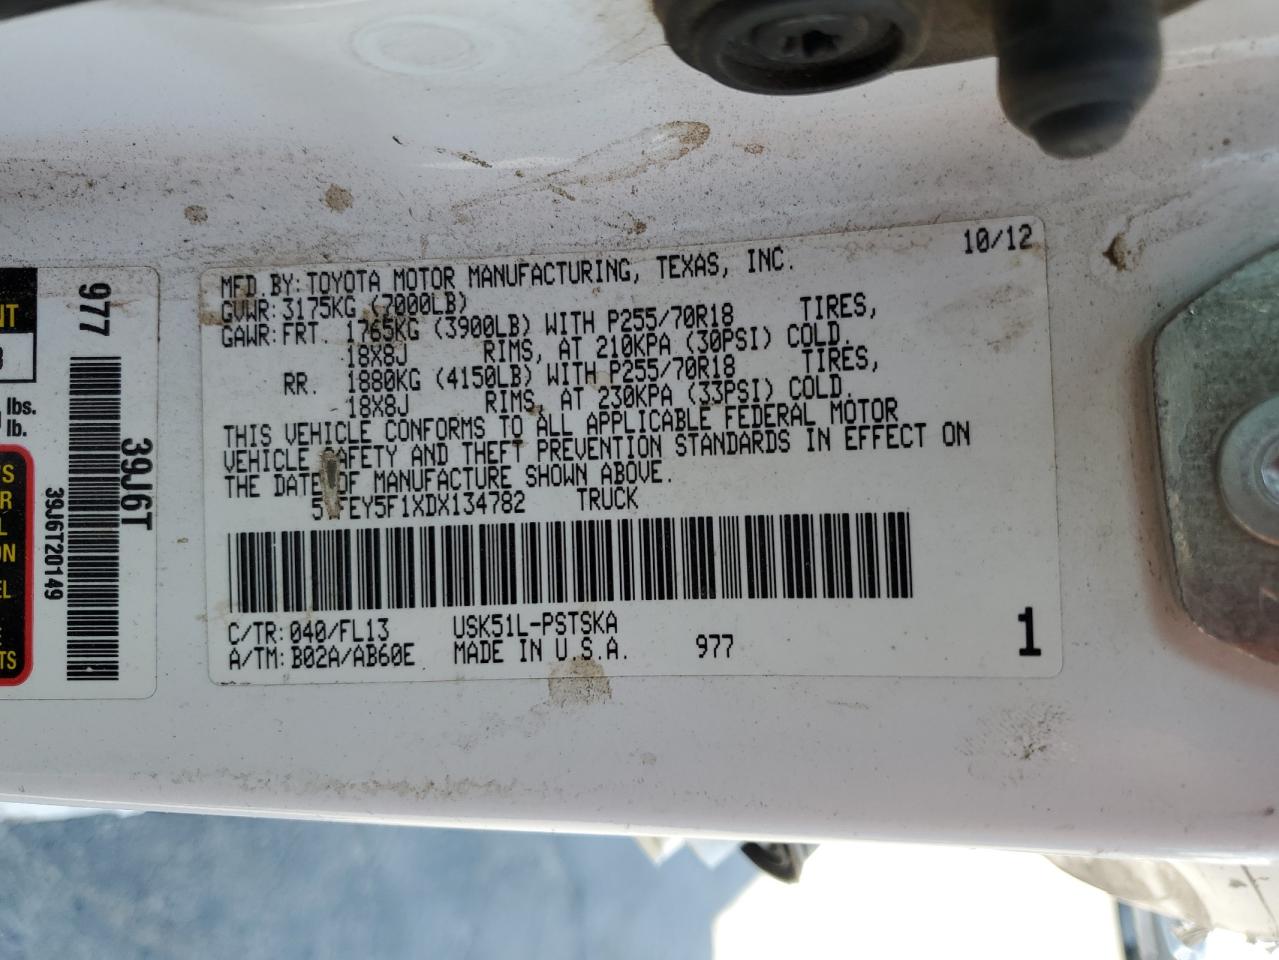 MFD BY: TOYOTA MOTOR MANUFACTURING, TEXAS, INC. 10/12
GVWR: 3175KG (7000LB)
GAWR: FRT. 1765KG (3900LB) WITH P255/70R18 TIRES,
18X8J RIMS, AT 210KPA (30PSI) COLD.
RR. 1880KG (4150LB) WITH P255/70R18 TIRES,
18X8J RIMS, AT 230KPA (33PSI) COLD.
THIS VEHICLE CONFORMS TO ALL APPLICABLE FEDERAL MOTOR
VEHICLE SAFETY AND THEFT PREVENTION STANDARDS IN EFFECT ON
THE DATE OF MANUFACTURE SHOWN ABOVE.
TRUCK
C/TR: 040/FL13 USK51L-PSTSKA
A/TM: B02A/AB60E MADE IN U.S.A. 977
1
977
39J6T
39J6T20149
lbs.
lb.